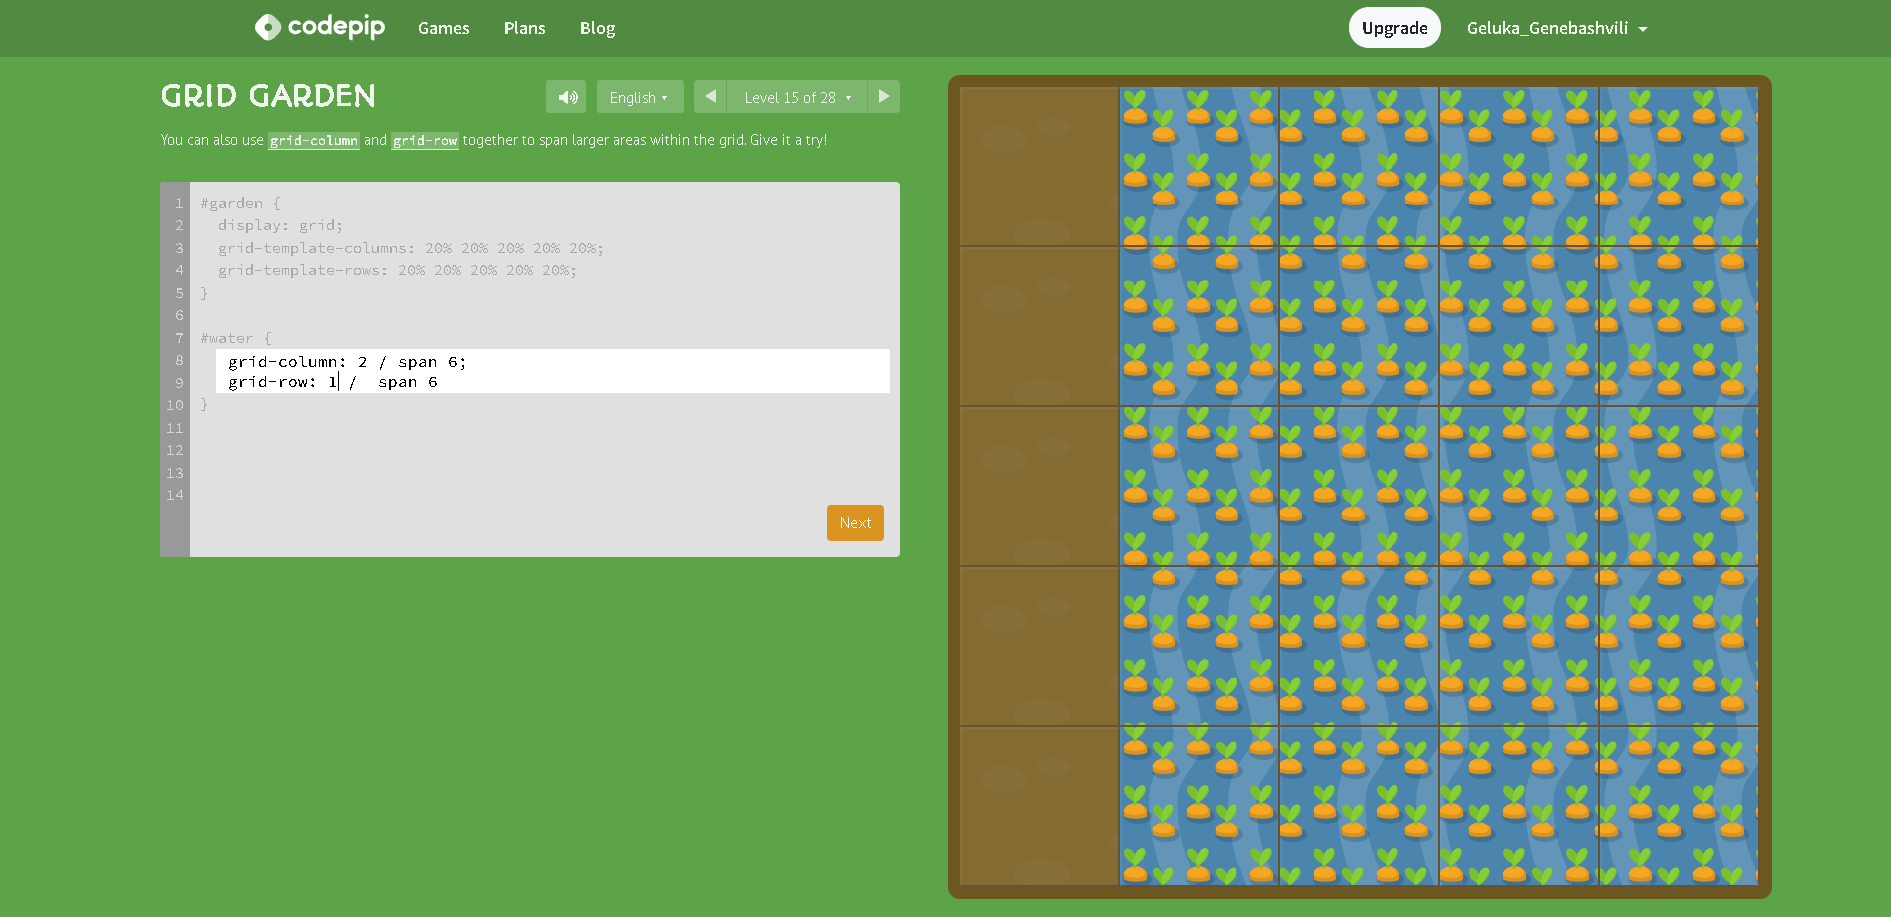 codepip Games Plans Blog Upgrade Geluka_Genebashvili
GRID GARDEN English Level 15 of 28
You can also use grid-column and grid-row together to span larger areas within the grid. Give it a try!
1 #garden {
2 display: grid;
3 grid-template-columns: 20% 20% 20% 20% 20%;
4 grid-template-rows: 20% 20% 20% 20% 20%;
5 }
6
7 #water {
8 grid-column: 2 / span 6;
9 grid-row: 1 /  span 6
10 }
11
12
13
14
Next